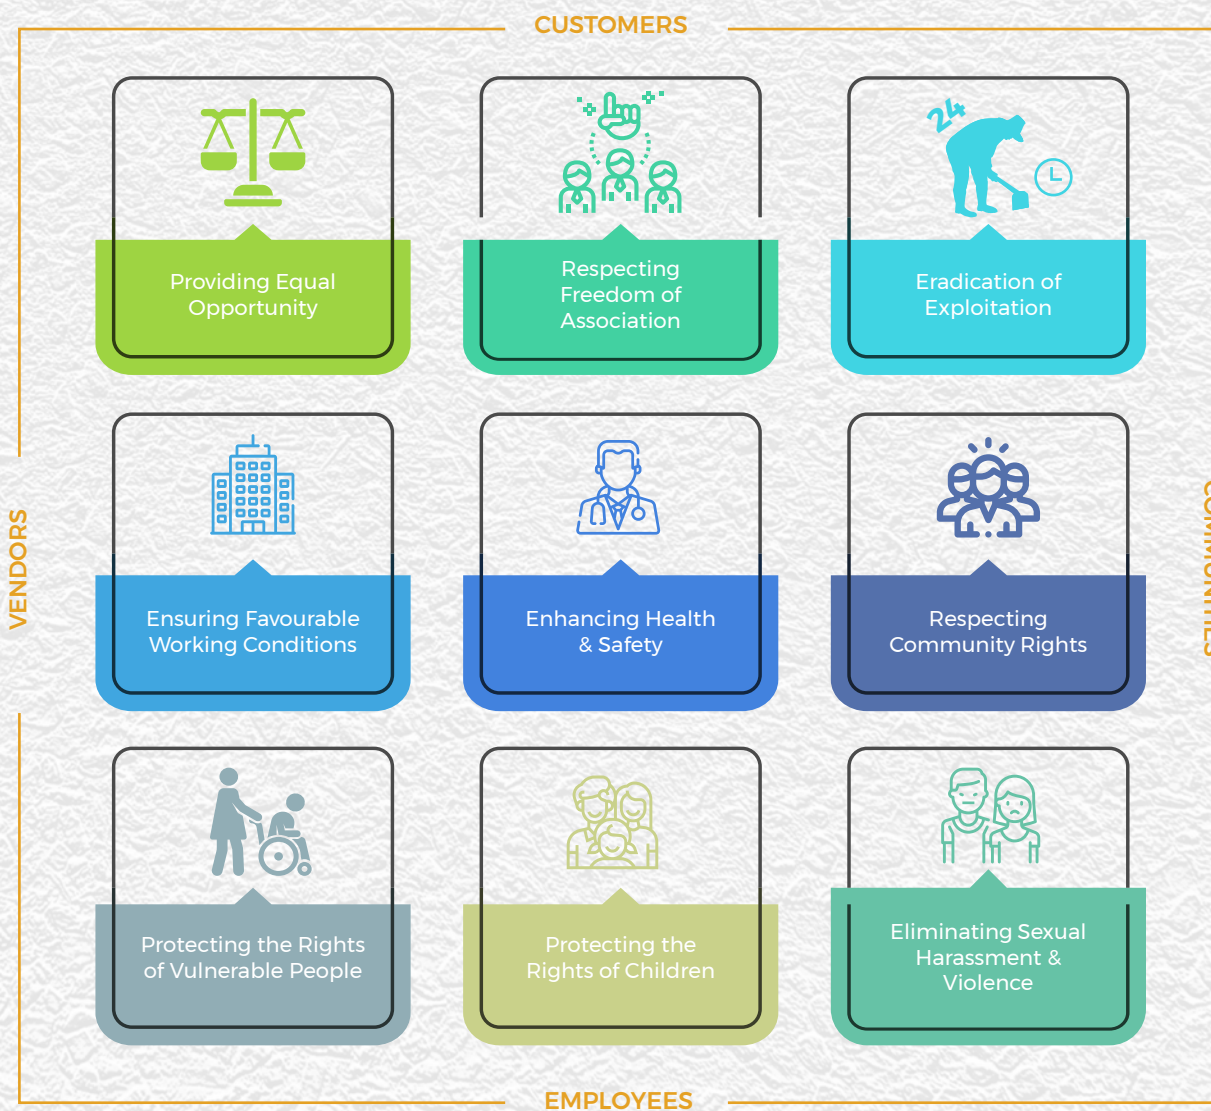 CUSTOMERS
24
Providing Equal
Opportunity
Respecting
Freedom of
Association
Eradication of
Exploitation
VENDORS
COMMUNITIES
Ensuring Favourable
Working Conditions
Enhancing Health
& Safety
Respecting
Community Rights
Protecting the Rights
of Vulnerable People
Protecting the
Rights of Children
Eliminating Sexual
Harassment &
Violence
EMPLOYEES